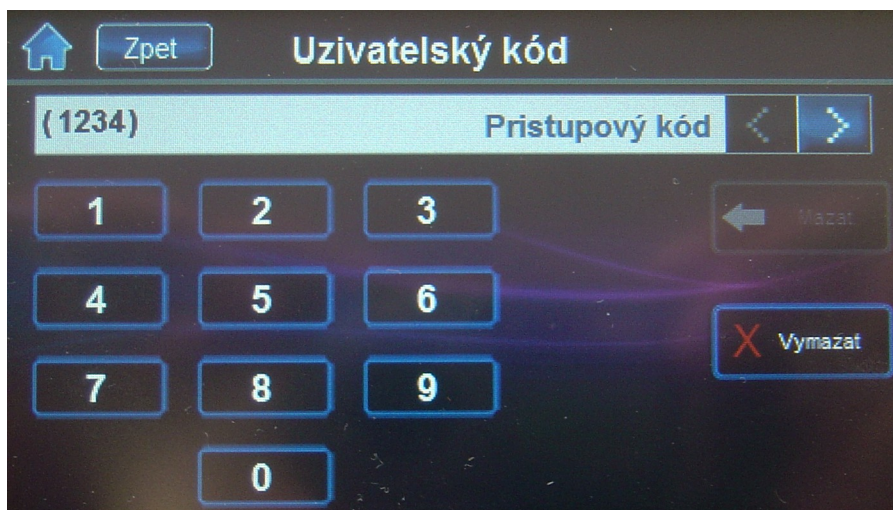 Zpet Uzivatelský kód
(1234) Pristupový kód
1 2 3
Mazat
4 5 6
Vymazat
7 8 9
0